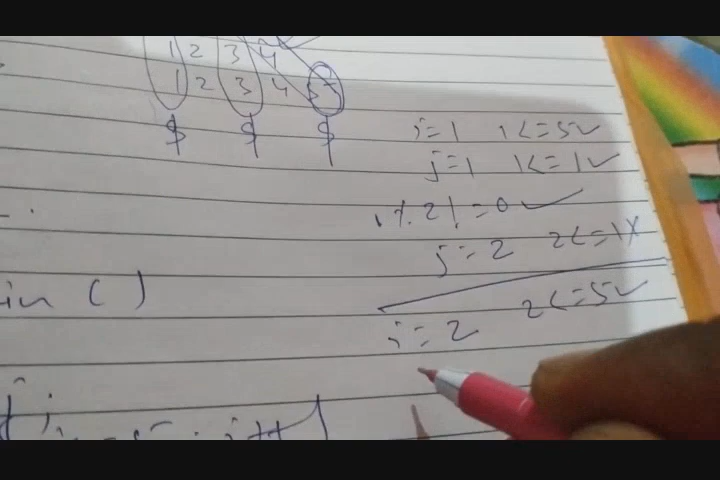 1 2 3 4
1 2 3 4 5
$ $ $
i=1 1<=5✓
j=1 1<=1✓
1%2!=0✓
j=2 2<=1X
in ( )
i=2 2<=5✓